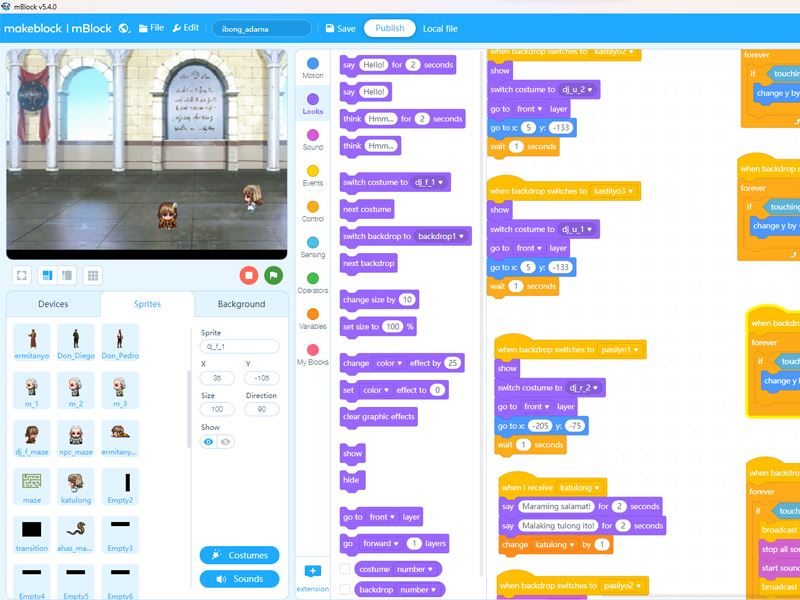 mBlock v5.4.0
makeblock | mBlock
File
Edit
ibong_adarna
Save
Publish
Local file
Devices
Sprites
Background
ermitanyo
Don_Diego
Don_Pedro
m_1
m_2
m_3
dj_f_maze
npc_maze
ermitany...
maze
katulong
Empty2
transition
ahas_ma...
Empty3
Empty4
Empty5
Empty6
Sprite
dj_f_1
X
Y
35
-105
Size
Direction
100
90
Show
Costumes
Sounds
Motion
Looks
Sound
Events
Control
Sensing
Operators
Variables
My Blocks
extension
say Hello! for 2 seconds
say Hello!
think Hmm... for 2 seconds
think Hmm...
switch costume to dj_f_1
next costume
switch backdrop to backdrop1
next backdrop
change size by 10
set size to 100 %
change color effect by 25
set color effect to 0
clear graphic effects
show
hide
go to front layer
go forward 1 layers
costume number
backdrop number
when backdrop switches to kastilyo2
show
switch costume to dj_u_2
go to front layer
go to x: 5 y: -133
wait 1 seconds
when backdrop switches to kastilyo3
show
switch costume to dj_u_1
go to front layer
go to x: 5 y: -133
wait 1 seconds
when backdrop switches to pasilyo1
show
switch costume to dj_r_2
go to front layer
go to x: -205 y: -75
wait 1 seconds
when I receive katulong
say Maraming salamat! for 2 seconds
say Malaking tulong ito! for 2 seconds
change katulong by 1
when backdrop switches to pasilyo2
forever
if touching
change y by
when backdrop
forever
if touching
change y by
when backdrop
forever
if touching
change y
when backdrop
forever
if touch
broadcast
stop all sou
start sound
broadcast